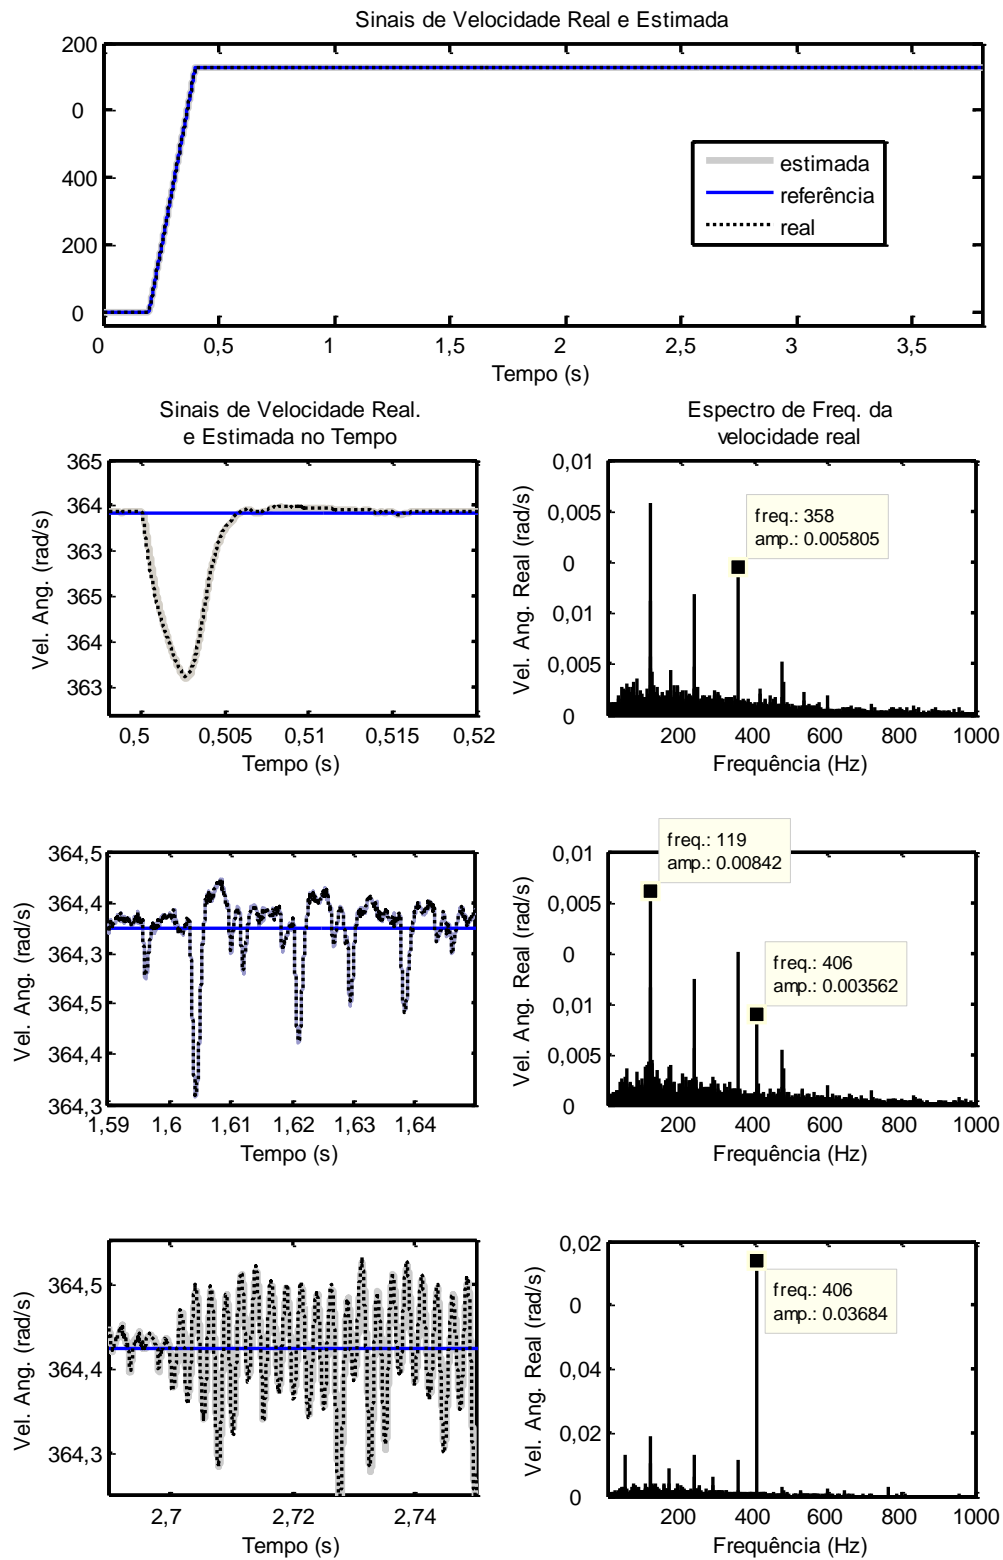 Sinais de Velocidade Real e Estimada
200
0
400
200
0
estimada
referência
real
0 0,5 1 1,5 2 2,5 3 3,5
Tempo (s)
Sinais de Velocidade Real.
e Estimada no Tempo
365
364
363
365
364
363
Vel. Ang. (rad/s)
0,5 0,505 0,51 0,515 0,52
Tempo (s)
Espectro de Freq. da
velocidade real
0,01
0,005
0
0,01
0,005
0
Vel. Ang. Real (rad/s)
freq.: 358
amp.: 0.005805
200 400 600 800 1000
Frequência (Hz)
364,5
364,4
364,3
364,5
364,4
364,3
Vel. Ang. (rad/s)
1,59 1,6 1,61 1,62 1,63 1,64
Tempo (s)
0,01
0,005
0
0,01
0,005
0
Vel. Ang. Real (rad/s)
freq.: 119
amp.: 0.00842
freq.: 406
amp.: 0.003562
200 400 600 800 1000
Frequência (Hz)
364,5
364,4
364,3
Vel. Ang. (rad/s)
2,7 2,72 2,74
Tempo (s)
0,02
0
0,04
0,02
0
Vel. Ang. Real (rad/s)
freq.: 406
amp.: 0.03684
200 400 600 800 1000
Frequência (Hz)